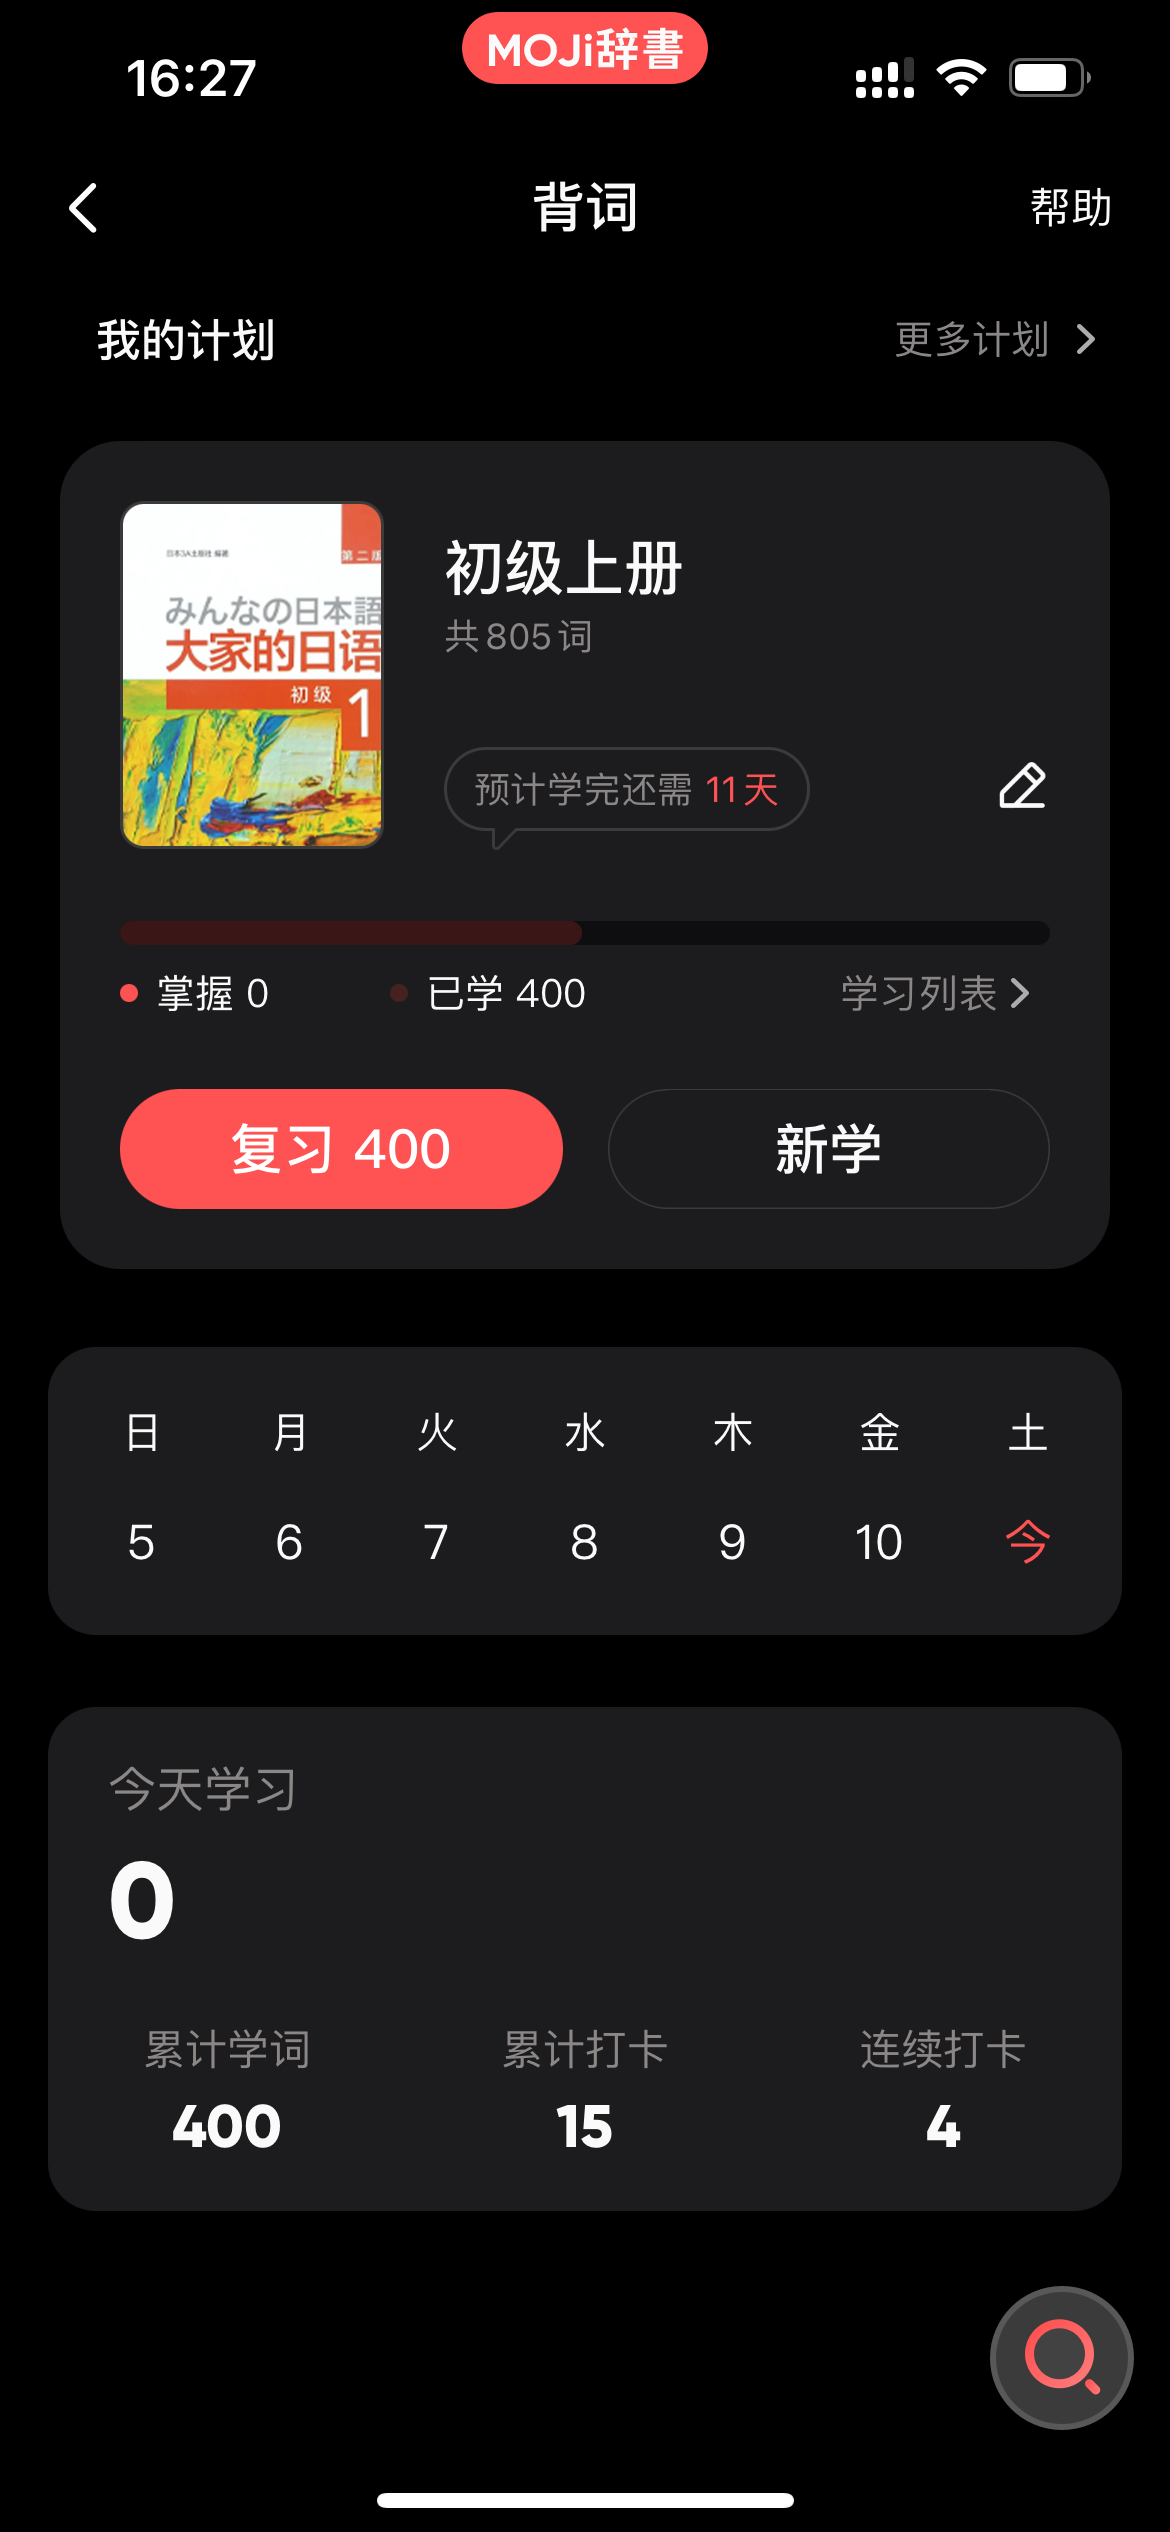 MOJi辞書
16:27
背词
帮助
我的计划
更多计划
日本3A出版社 编著
第二版
みんなの日本語
大家的日语
初级
1
初级上册
共 805 词
预计学完还需 11 天
掌握 0
已学 400
学习列表
复习 400
新学
日 月 火 水 木 金 土
5 6 7 8 9 10 今
今天学习
0
累计学词 累计打卡 连续打卡
400 15 4